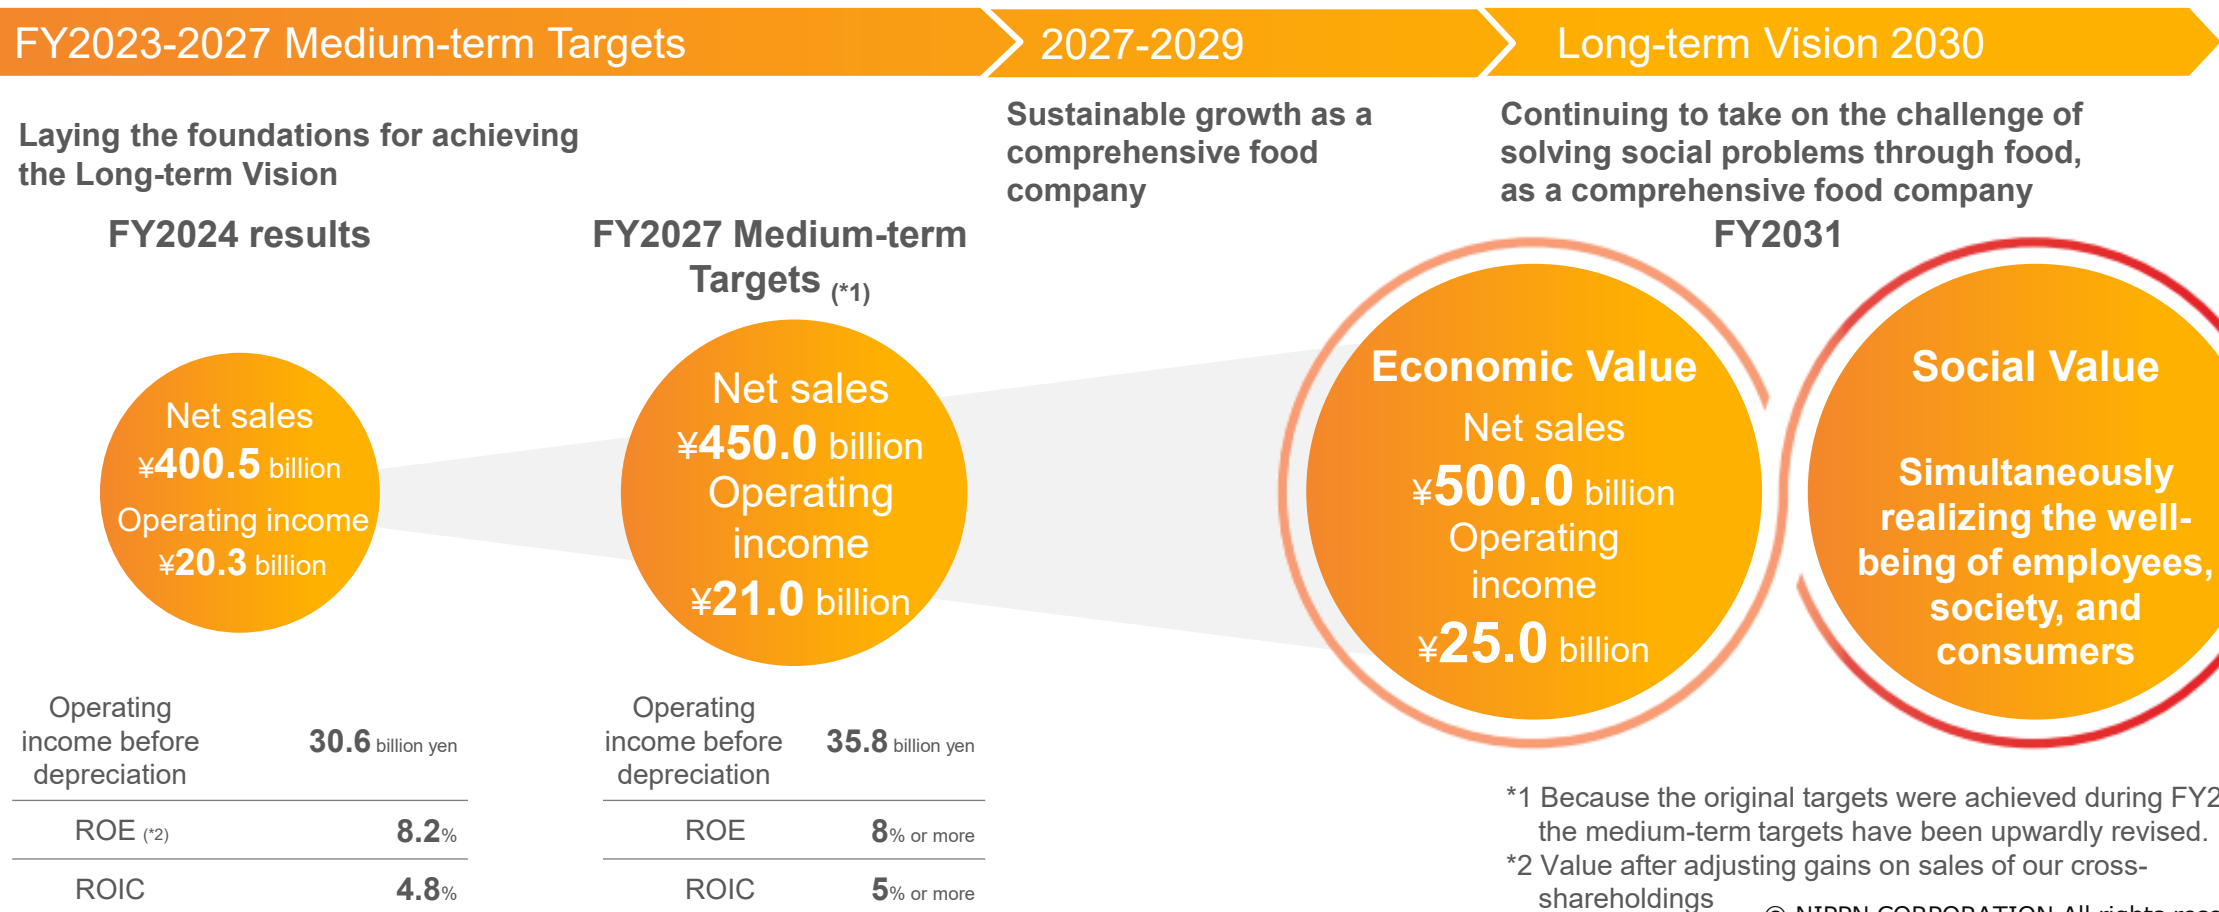 FY2023-2027 Medium-term Targets
2027-2029
Long-term Vision 2030
Laying the foundations for achieving
the Long-term Vision
Sustainable growth as a
comprehensive food
company
Continuing to take on the challenge of
solving social problems through food,
as a comprehensive food company
FY2024 results
FY2027 Medium-term
Targets (*1)
FY2031
Net sales
¥400.5 billion
Operating income
¥20.3 billion
Net sales
¥450.0 billion
Operating
income
¥21.0 billion
Economic Value
Net sales
¥500.0 billion
Operating
income
¥25.0 billion
Social Value
Simultaneously
realizing the well-
being of employees,
society, and
consumers
Operating
income before
depreciation
30.6 billion yen
ROE (*2) 8.2%
ROIC 4.8%
Operating
income before
depreciation
35.8 billion yen
ROE 8% or more
ROIC 5% or more
*1 Because the original targets were achieved during FY2
the medium-term targets have been upwardly revised.
*2 Value after adjusting gains on sales of our cross-
shareholdings
© NIPPN CORPORATION All rights